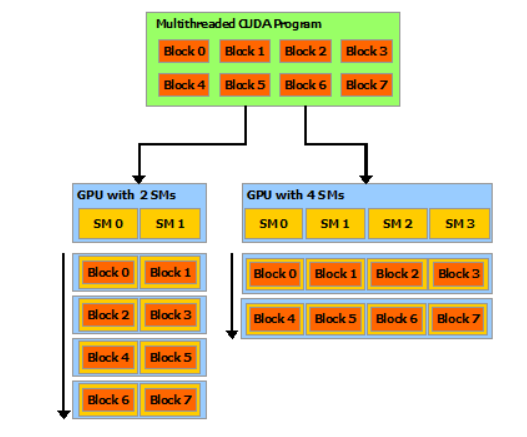 Multithreaded CUDA Program
Block 0 Block 1 Block 2 Block 3
Block 4 Block 5 Block 6 Block 7
GPU with 2 SMs
SM 0 SM 1
Block 0 Block 1
Block 2 Block 3
Block 4 Block 5
Block 6 Block 7
GPU with 4 SMs
SM 0 SM 1 SM 2 SM 3
Block 0 Block 1 Block 2 Block 3
Block 4 Block 5 Block 6 Block 7